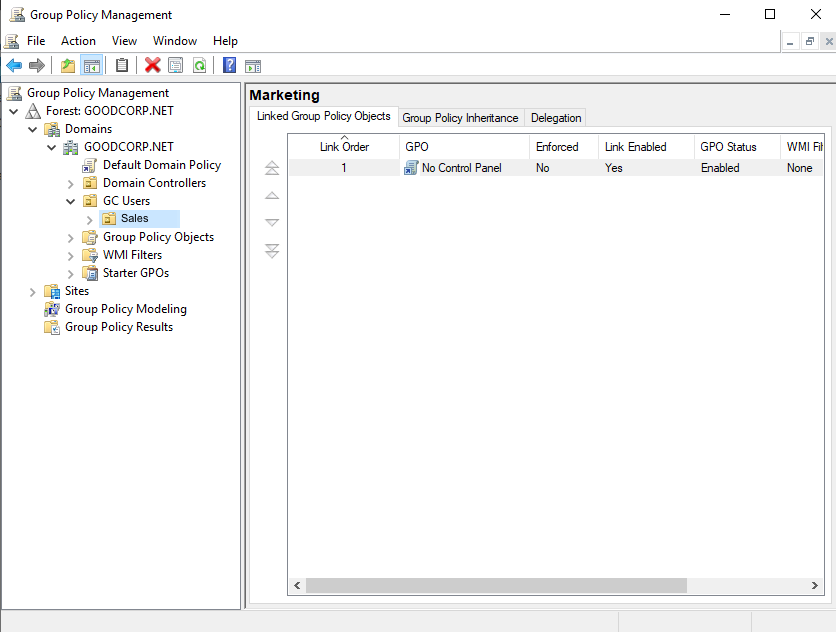 Group Policy Management
File Action View Window Help
Group Policy Management
Forest: GOODCORP.NET
Domains
GOODCORP.NET
Default Domain Policy
Domain Controllers
GC Users
Sales
Group Policy Objects
WMI Filters
Starter GPOs
Sites
Group Policy Modeling
Group Policy Results
Marketing
Linked Group Policy Objects Group Policy Inheritance Delegation
Link Order GPO Enforced Link Enabled GPO Status WMI Fil
1 No Control Panel No Yes Enabled None